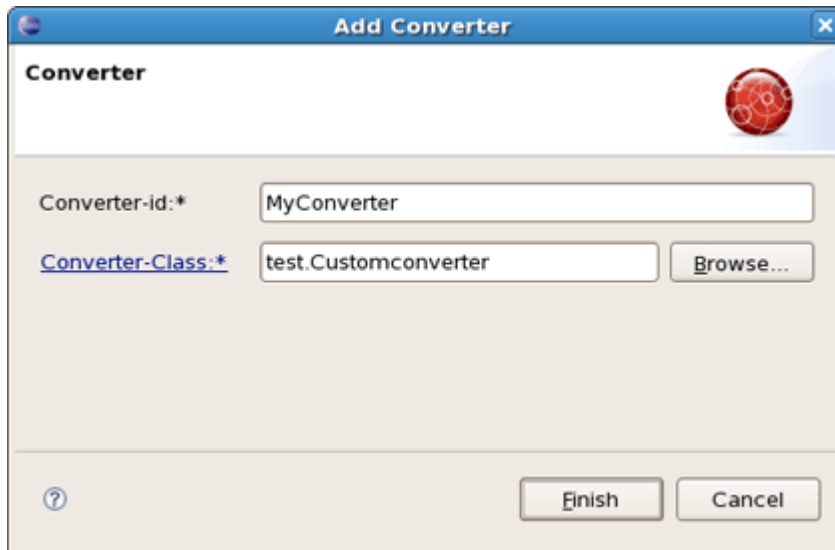 Add Converter
Converter
Converter-id:* MyConverter
Converter-Class:* test.Customconverter Browse...
? Finish Cancel